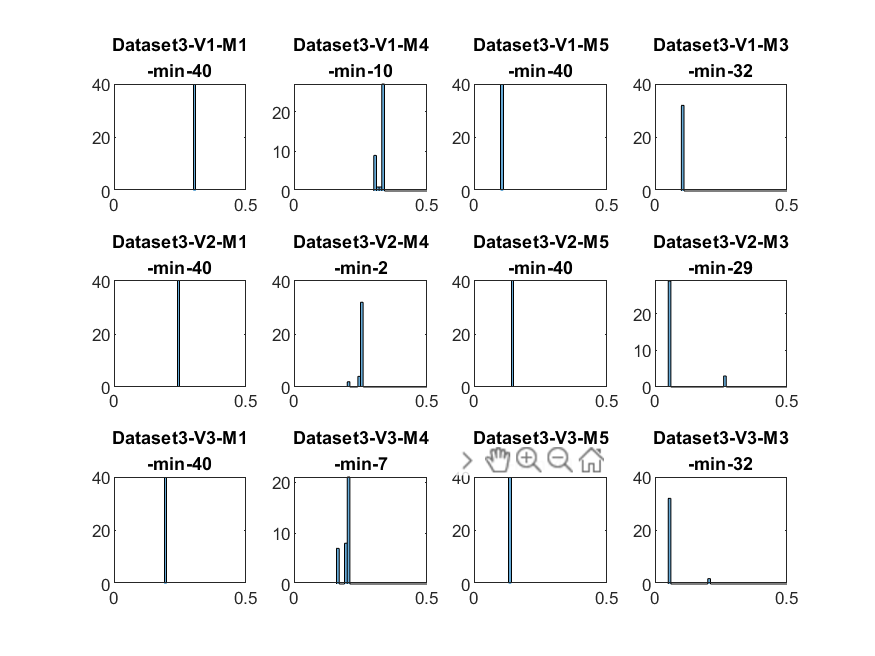 Dataset3-V1-M1 Dataset3-V1-M4 Dataset3-V1-M5 Dataset3-V1-M3
-min-40 -min-10 -min-40 -min-32
40 20 0 0 0.5
20 10 0 0 0.5
40 20 0 0 0.5
40 20 0 0 0.5
Dataset3-V2-M1 Dataset3-V2-M4 Dataset3-V2-M5 Dataset3-V2-M3
-min-40 -min-2 -min-40 -min-29
40 20 0 0 0.5
40 20 0 0 0.5
40 20 0 0 0.5
20 10 0 0 0.5
Dataset3-V3-M1 Dataset3-V3-M4 Dataset3-V3-M5 Dataset3-V3-M3
-min-40 -min-7 -min-32
40 20 0 0 0.5
20 10 0 0 0.5
40 20 0 0 0.5
40 20 0 0 0.5